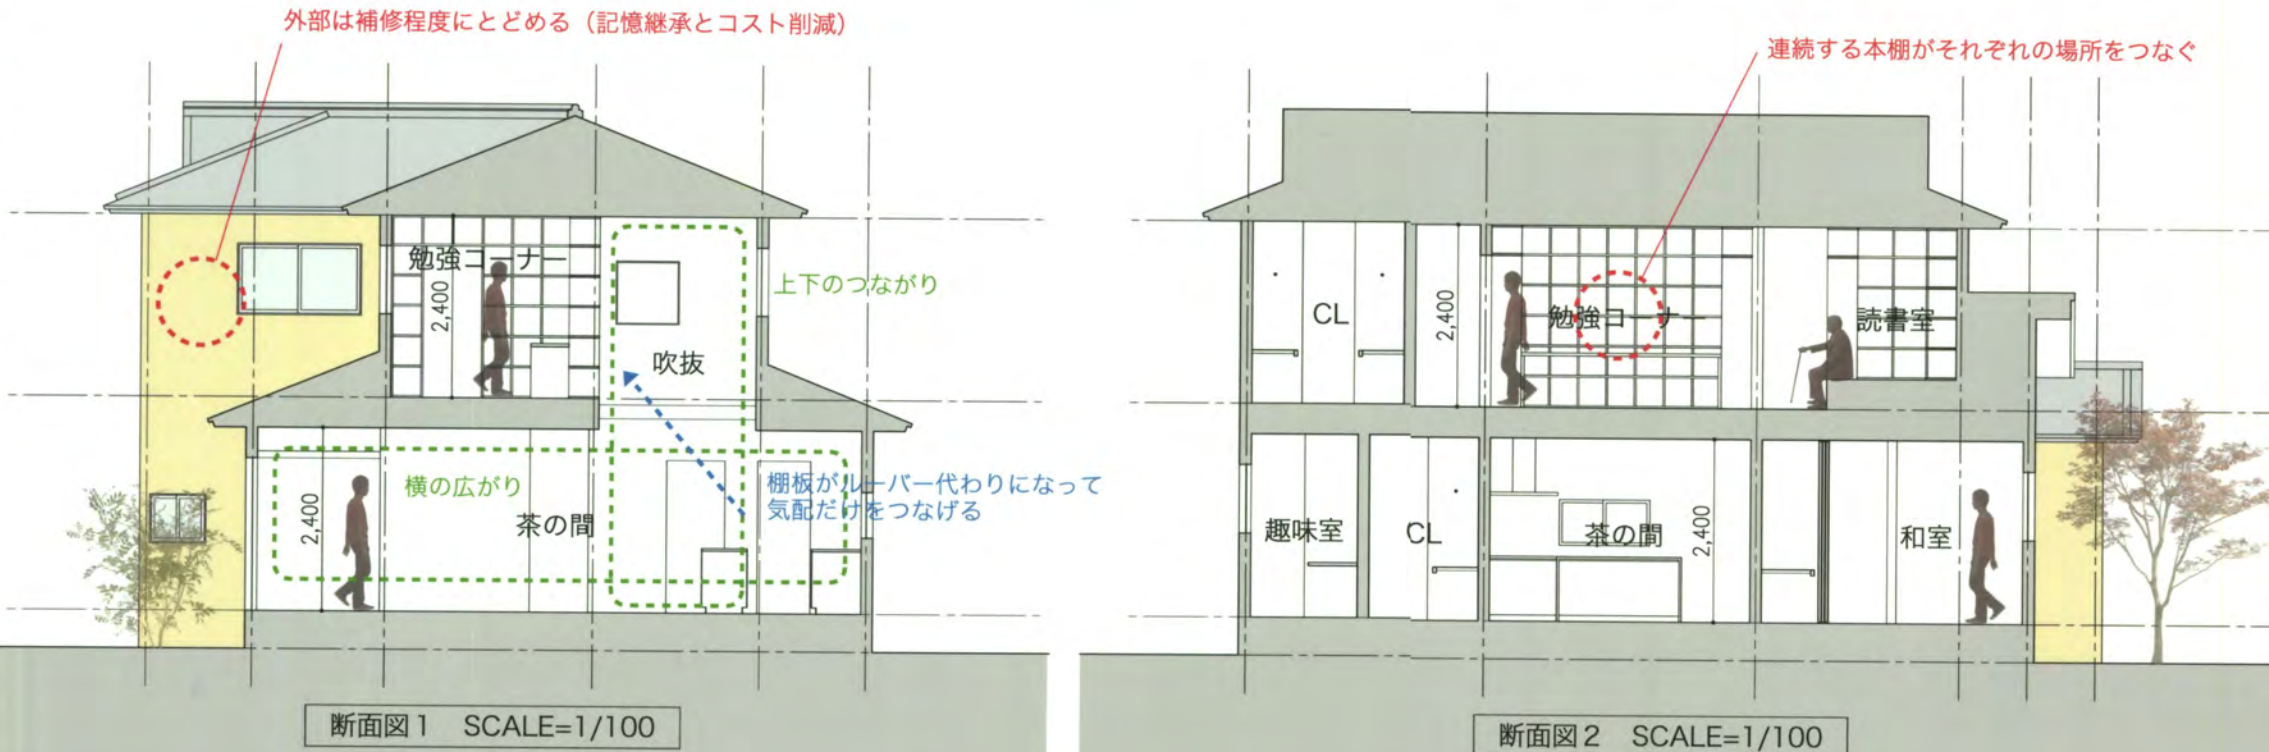 外部は補修程度にとどめる（記憶継承とコスト削減）
勉強コーナー
2,400
上下のつながり
吹抜
横の広がり
2,400
茶の間
棚板がルーバー代わりになって
気配だけをつなげる
断面図1 SCALE=1/100
連続する本棚がそれぞれの場所をつなぐ
CL
2,400
勉強コーナー
読書室
趣味室
CL
茶の間
2,400
和室
断面図2 SCALE=1/100